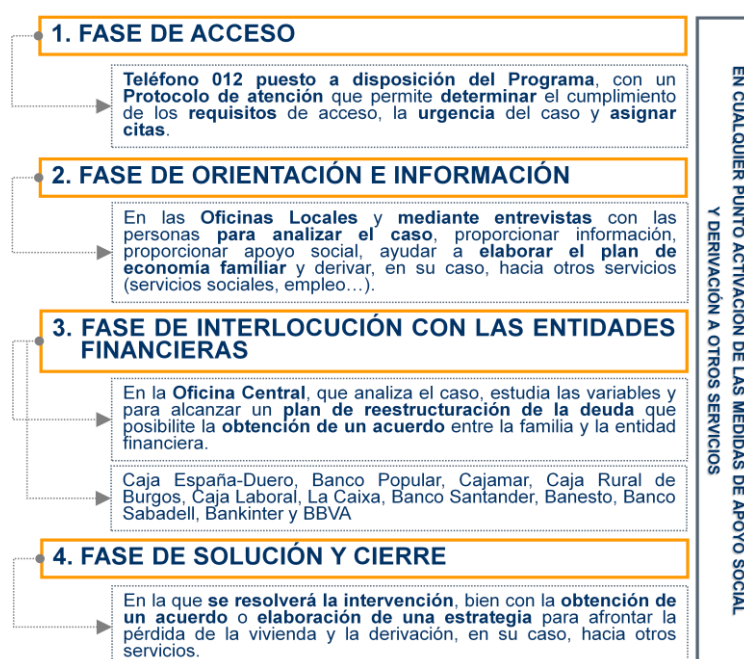 1. FASE DE ACCESO
Teléfono 012 puesto a disposición del Programa, con un
Protocolo de atención que permite determinar el cumplimiento
de los requisitos de acceso, la urgencia del caso y asignar
citas.
2. FASE DE ORIENTACIÓN E INFORMACIÓN
En las Oficinas Locales y mediante entrevistas con las
personas para analizar el caso, proporcionar información,
proporcionar apoyo social, ayudar a elaborar el plan de
economía familiar y derivar, en su caso, hacia otros servicios
(servicios sociales, empleo…).
3. FASE DE INTERLOCUCIÓN CON LAS ENTIDADES
FINANCIERAS
En la Oficina Central, que analiza el caso, estudia las variables y
para alcanzar un plan de reestructuración de la deuda que
posibilite la obtención de un acuerdo entre la familia y la entidad
financiera.
Caja España-Duero, Banco Popular, Cajamar, Caja Rural de
Burgos, Caja Laboral, La Caixa, Banco Santander, Banesto, Banco
Sabadell, Bankinter y BBVA
4. FASE DE SOLUCIÓN Y CIERRE
En la que se resolverá la intervención, bien con la obtención de
un acuerdo o elaboración de una estrategia para afrontar la
pérdida de la vivienda y la derivación, en su caso, hacia otros
servicios.
EN CUALQUIER PUNTO ACTIVACIÓN DE LAS MEDIDAS DE APOYO SOCIAL
Y DERIVACIÓN A OTROS SERVICIOS